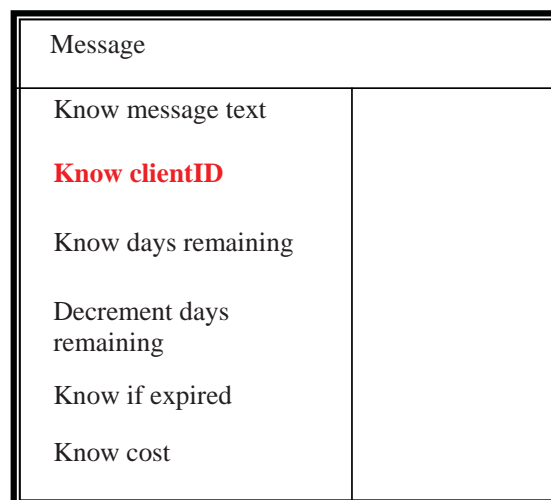 Message
Know message text
Know clientID
Know days remaining
Decrement days
remaining
Know if expired
Know cost